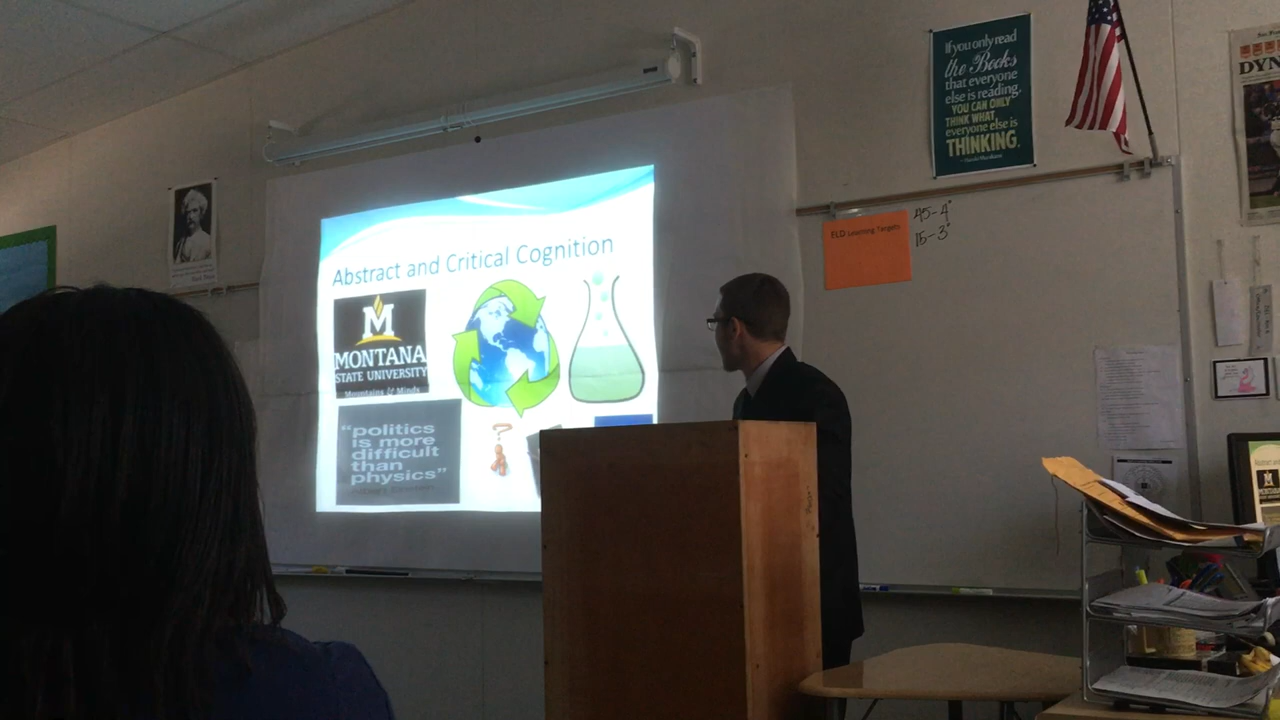 If you only read
the Books
that everyone
else is reading,
YOU CAN ONLY
THINK WHAT
everyone else is
THINKING.
DYN
ELD Learning Targets
45-4"
15-3"
Abstract and Critical Cognition
M
MONTANA
STATE UNIVERSITY
Mountains & Minds
"politics
is more
difficult
than
physics"
M
MONTANA